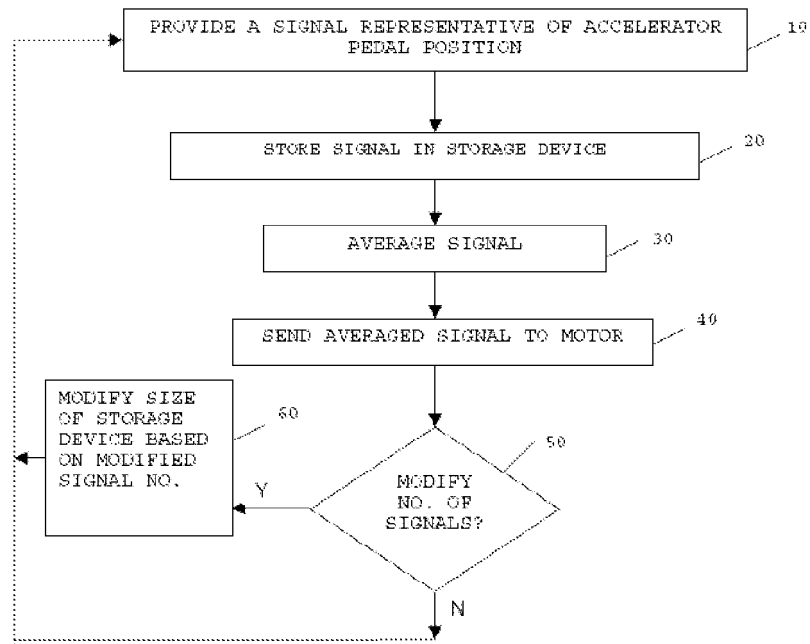 PROVIDE A SIGNAL REPRESENTATIVE OF ACCELERATOR
PEDAL POSITION
10
STORE SIGNAL IN STORAGE DEVICE
20
AVERAGE SIGNAL
30
SEND AVERAGED SIGNAL TO MOTOR
40
MODIFY SIZE
OF STORAGE
DEVICE BASED
ON MODIFIED
SIGNAL NO.
60
50
MODIFY
NO. OF
SIGNALS?
Y
N